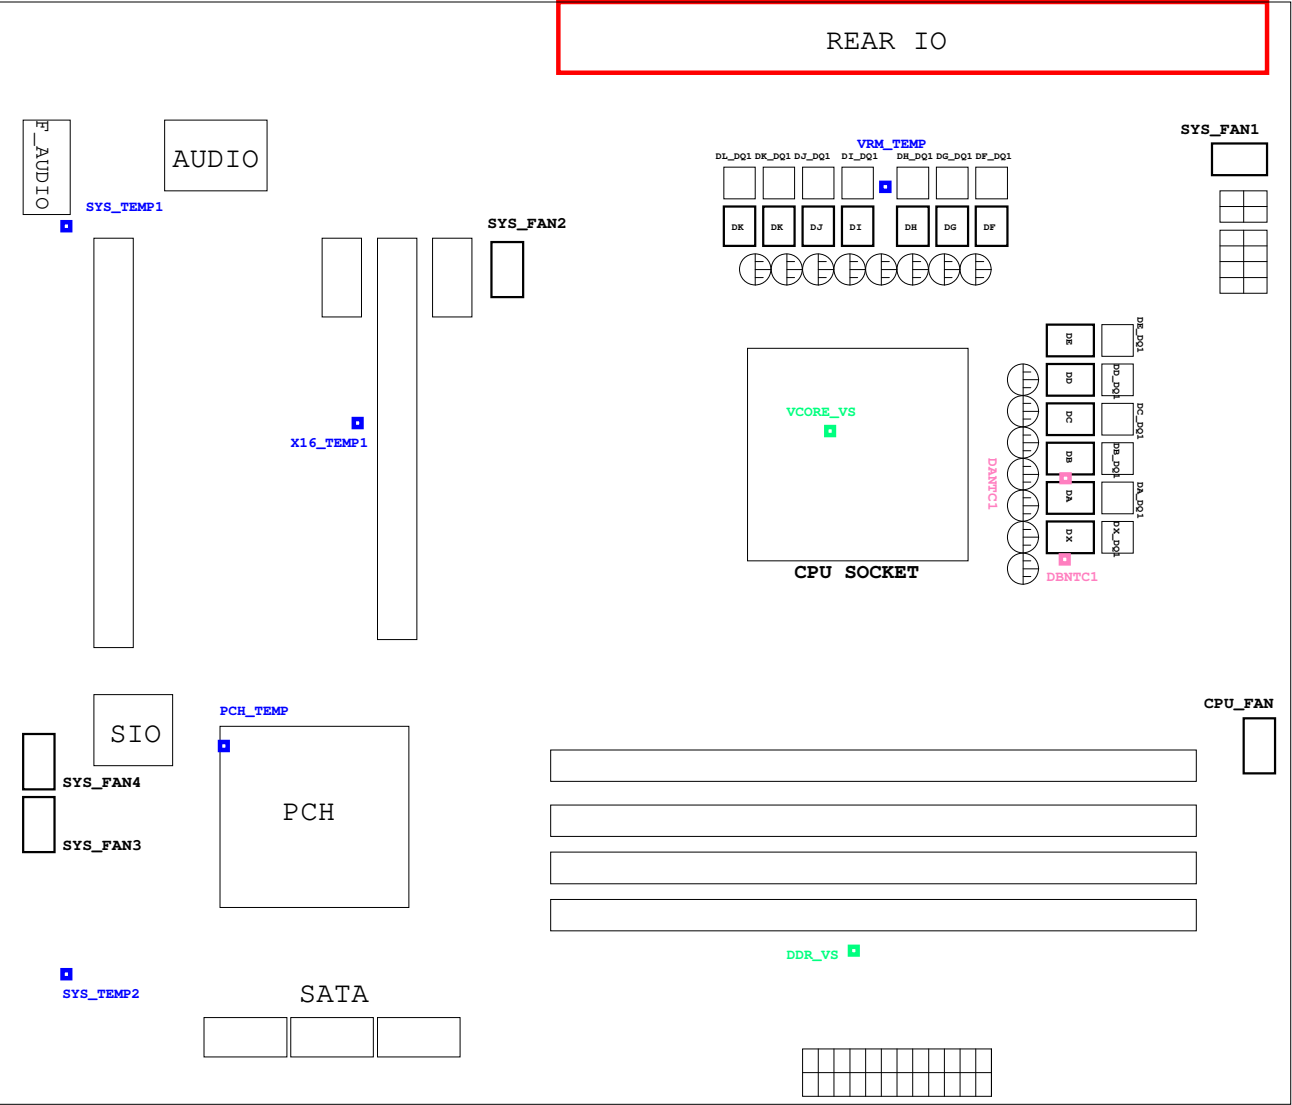 REAR IO
F_AUDIO
AUDIO
SYS_FAN1
VRM_TEMP
DL_DQ1 DK_DQ1 DJ_DQ1 DI_DQ1 DH_DQ1 DG_DQ1 DF_DQ1
SYS_TEMP1
SYS_FAN2
DK DK DJ DI DH DG DF
DE DE_DQ1
DD DD_DQ1
DC DC_DQ1
DB DB_DQ1
DA DA_DQ1
DX DX_DQ1
VCORE_VS
X16_TEMP1
DANTC1
CPU SOCKET
DBNTC1
CPU_FAN
PCH_TEMP
SIO
SYS_FAN4
PCH
SYS_FAN3
DDR_VS
SYS_TEMP2
SATA